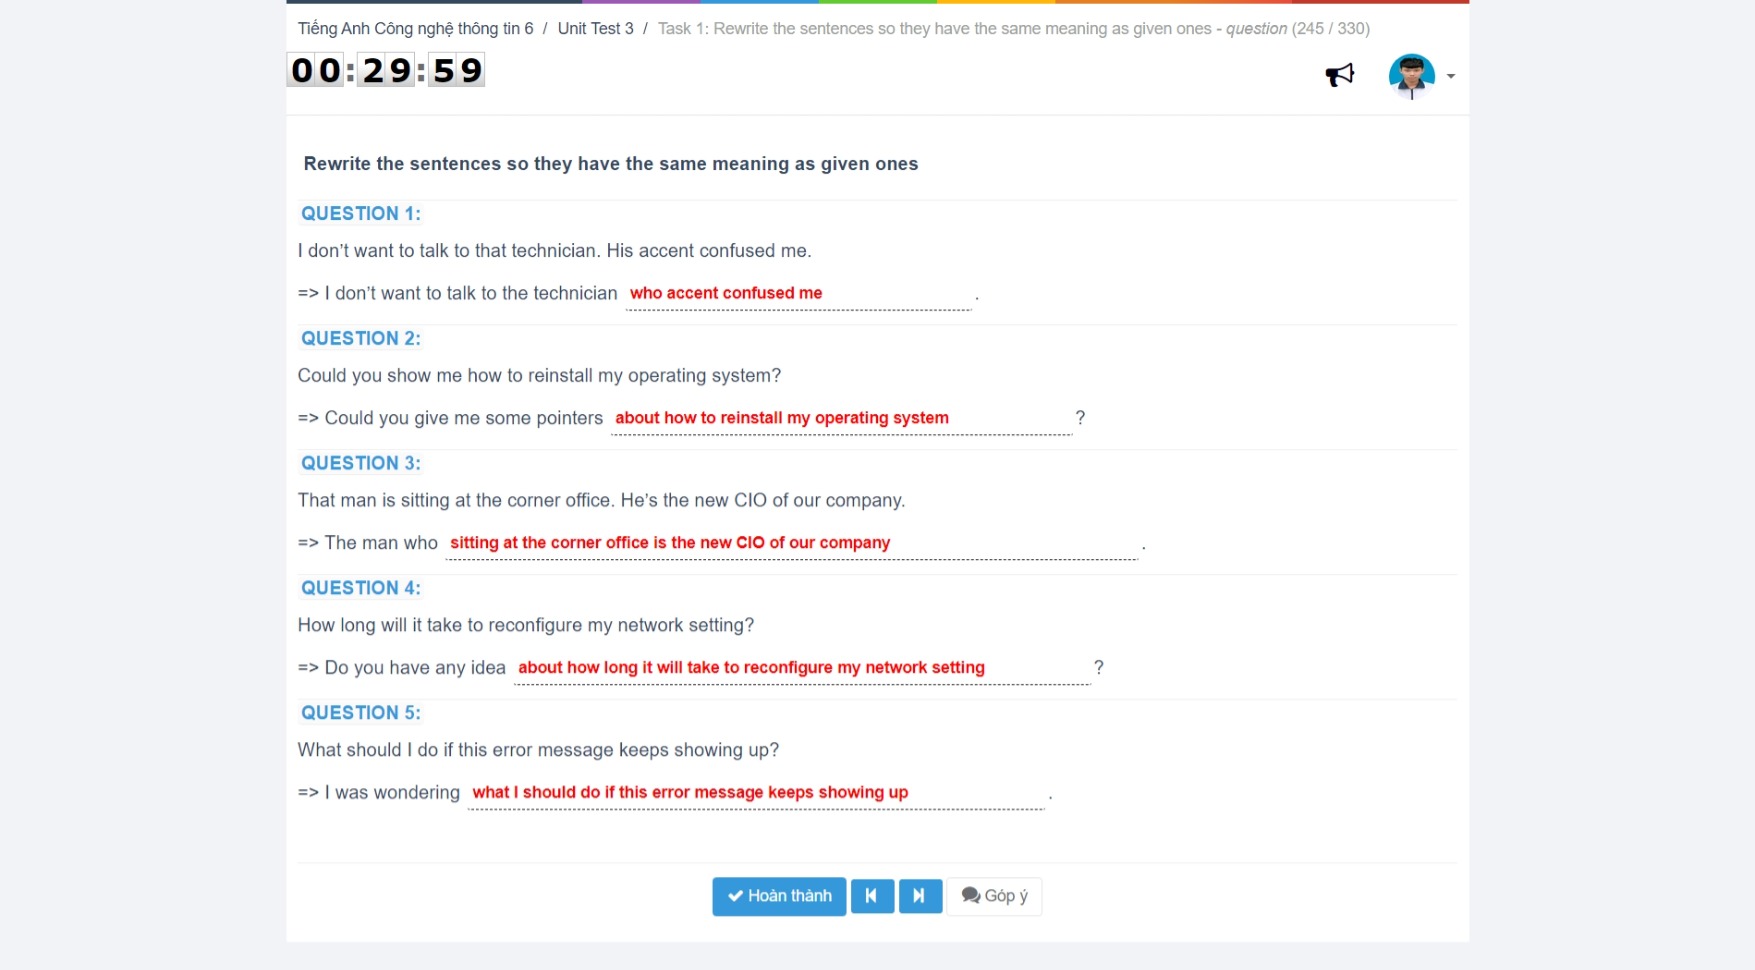 Tiếng Anh Công nghệ thông tin 6 / Unit Test 3 / Task 1: Rewrite the sentences so they have the same meaning as given ones - question (245 / 330)
00:29:59
Rewrite the sentences so they have the same meaning as given ones
QUESTION 1:
I don't want to talk to that technician. His accent confused me.
=> I don't want to talk to the technician who accent confused me .
QUESTION 2:
Could you show me how to reinstall my operating system?
=> Could you give me some pointers about how to reinstall my operating system ?
QUESTION 3:
That man is sitting at the corner office. He's the new CIO of our company.
=> The man who sitting at the corner office is the new CIO of our company .
QUESTION 4:
How long will it take to reconfigure my network setting?
=> Do you have any idea about how long it will take to reconfigure my network setting ?
QUESTION 5:
What should I do if this error message keeps showing up?
=> I was wondering what I should do if this error message keeps showing up .
Hoàn thành Góp ý